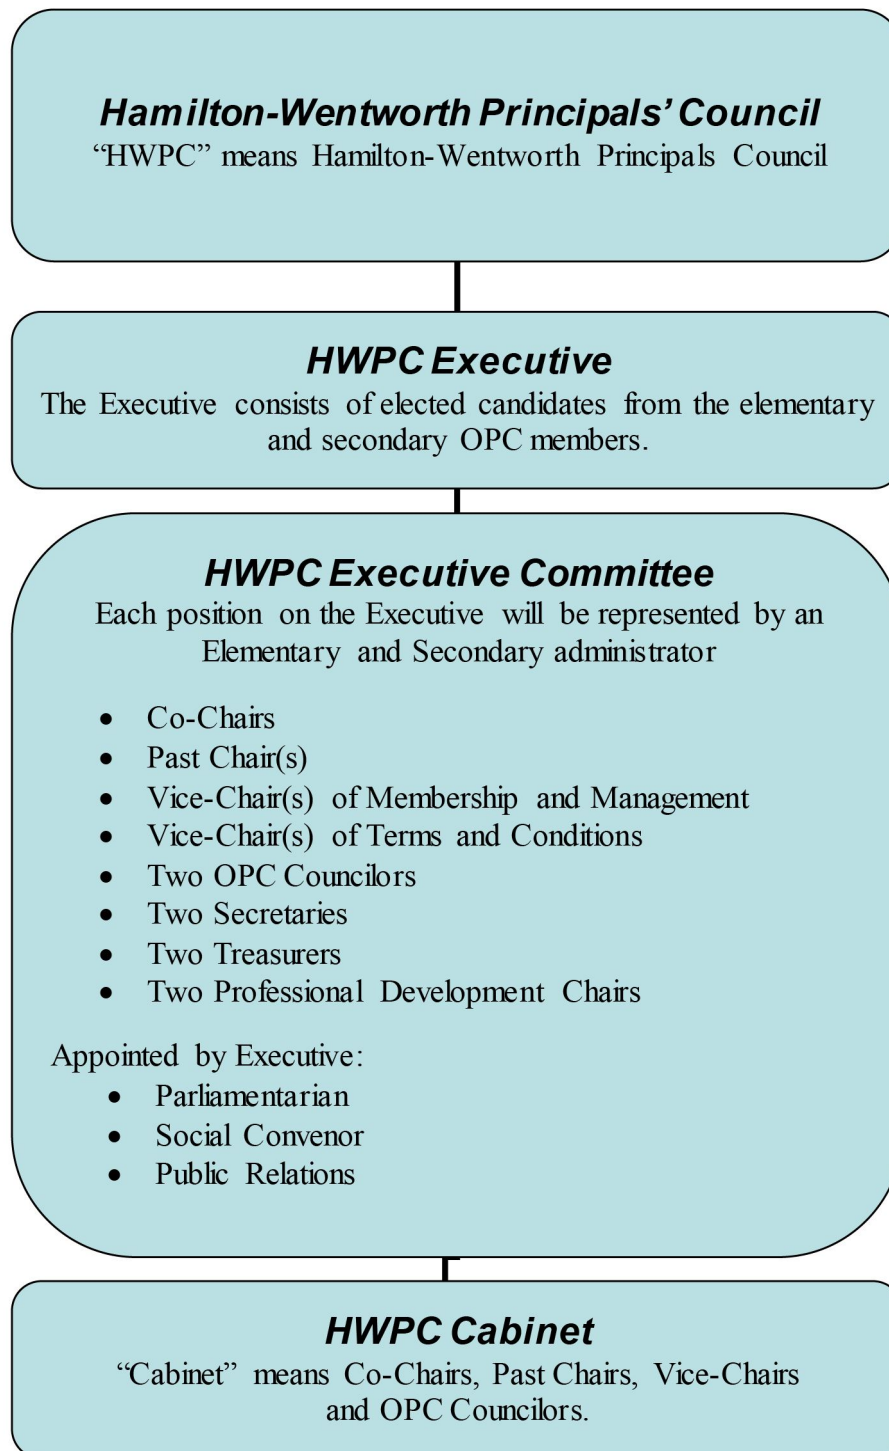 Hamilton-Wentworth Principals’ Council
“HWPC” means Hamilton-Wentworth Principals Council
HWPC Executive
The Executive consists of elected candidates from the elementary
and secondary OPC members.
HWPC Executive Committee
Each position on the Executive will be represented by an
Elementary and Secondary administrator
• Co-Chairs
• Past Chair(s)
• Vice-Chair(s) of Membership and Management
• Vice-Chair(s) of Terms and Conditions
• Two OPC Councilors
• Two Secretaries
• Two Treasurers
• Two Professional Development Chairs
Appointed by Executive:
• Parliamentarian
• Social Convenor
• Public Relations
HWPC Cabinet
“Cabinet” means Co-Chairs, Past Chairs, Vice-Chairs
and OPC Councilors.